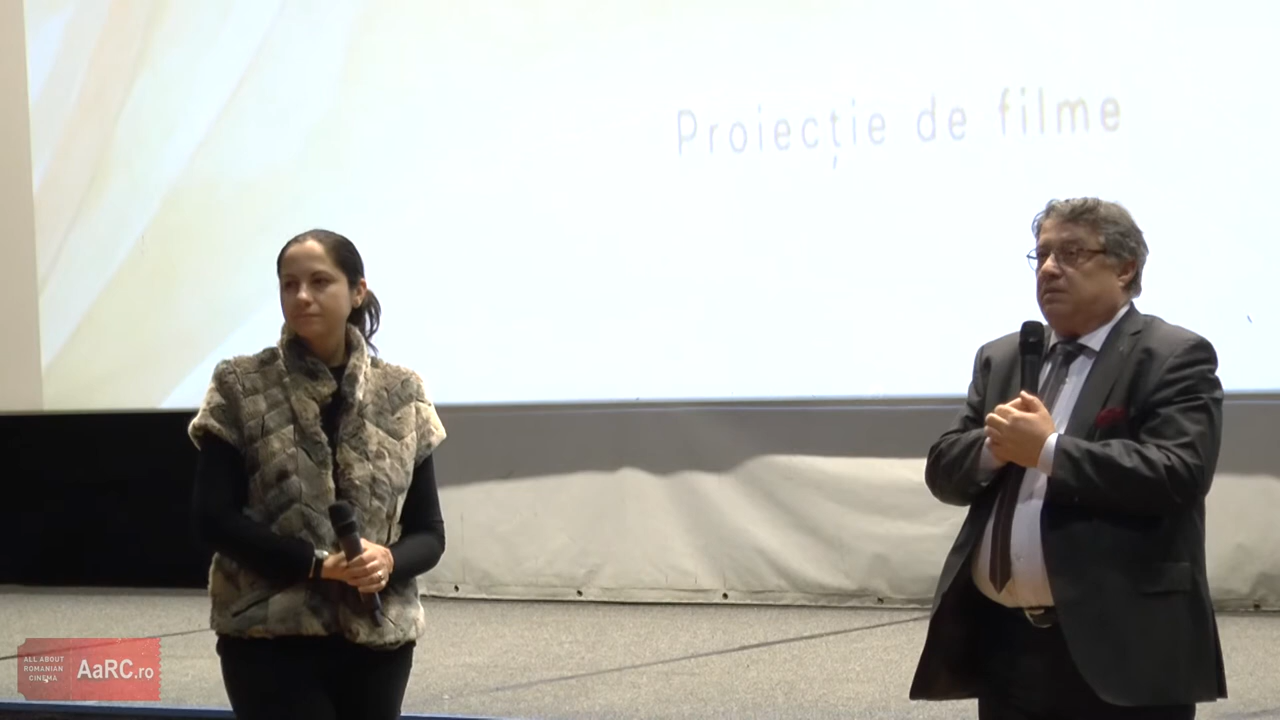 Proiecție de filme
ALL ABOUT
ROMANIAN
CINEMA
AaRC.ro